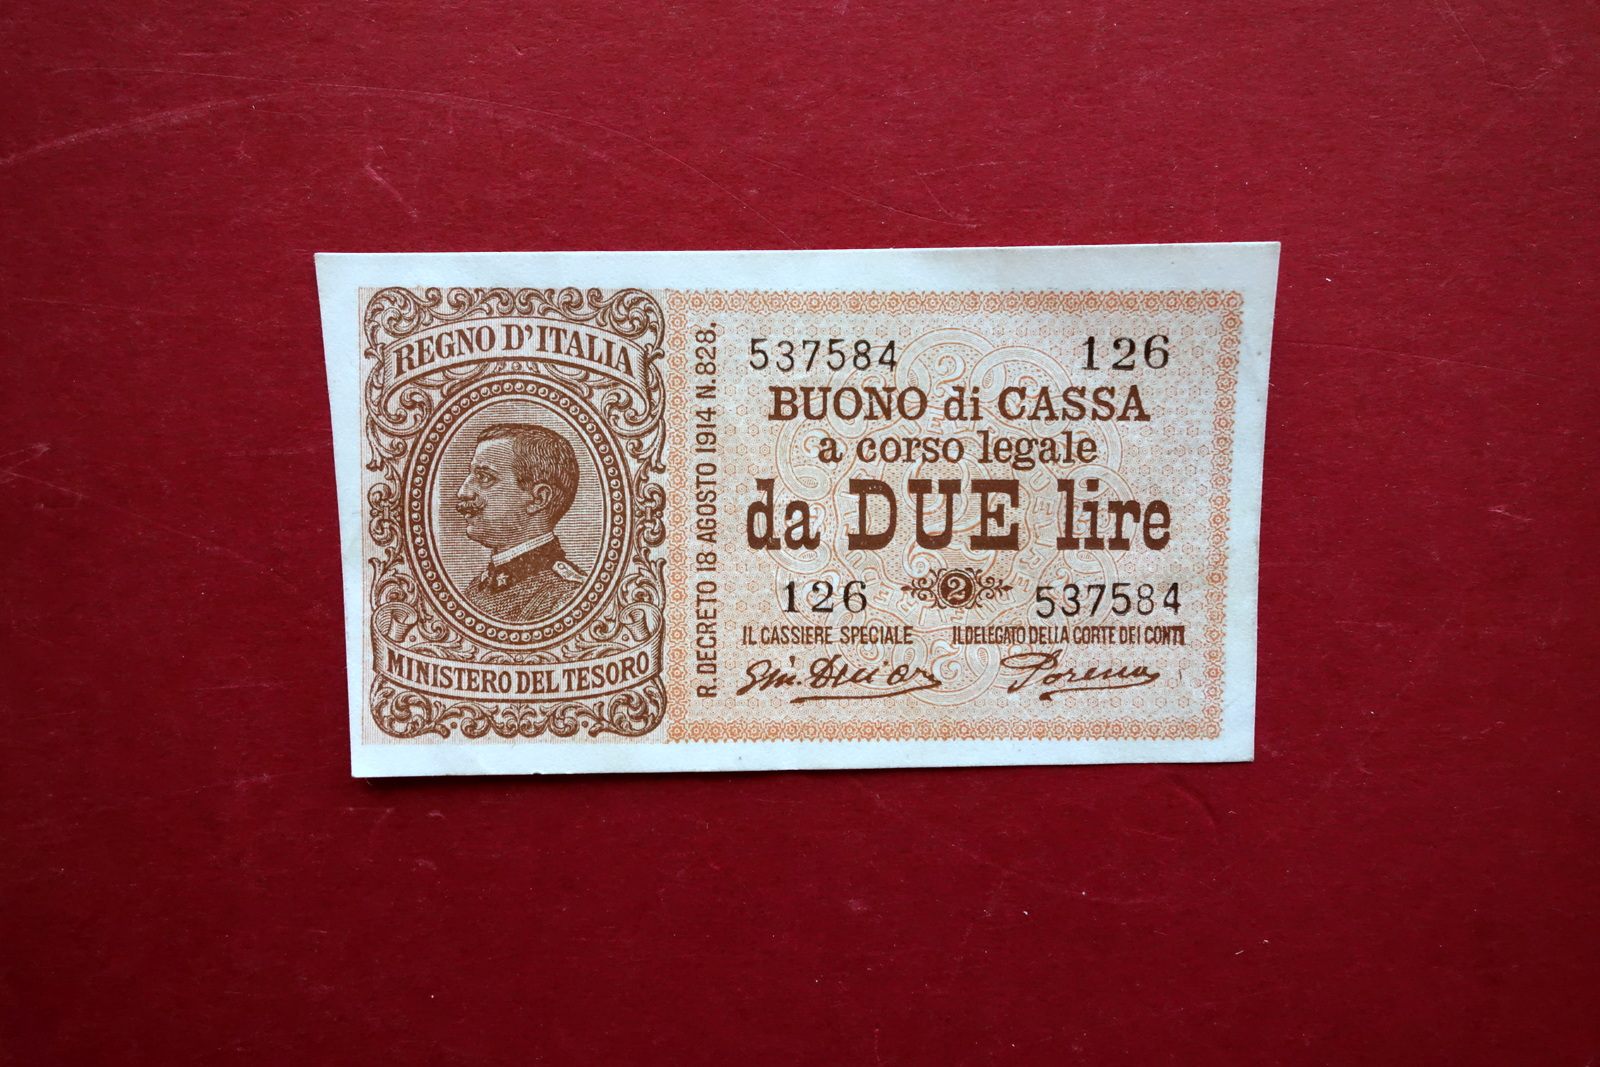 REGNO D'ITALIA
MINISTERO DEL TESORO
R. DECRETO 18 AGOSTO 1914 N. 828.
537584 126
BUONO di CASSA
a corso legale
da DUE lire
126 2 537584
IL CASSIERE SPECIALE IL DELEGATO DELLA CORTE DEI CONTI
Porena